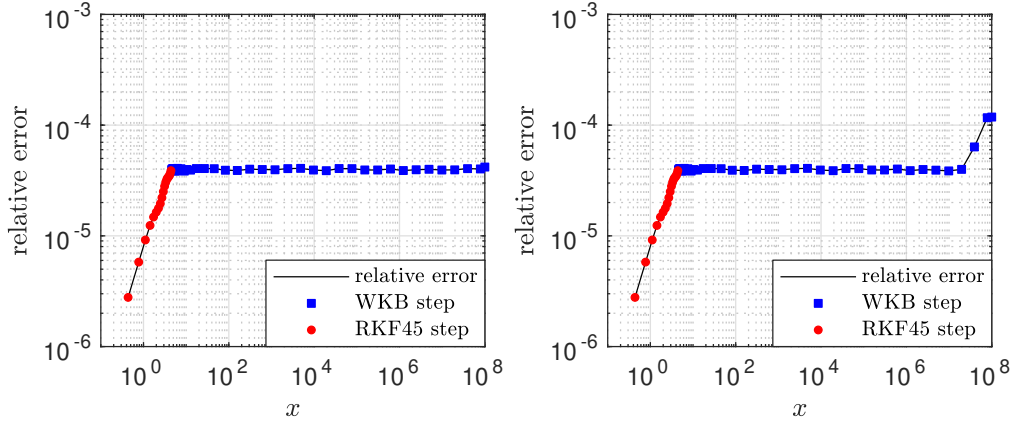 10^-3
10^-4
10^-5
10^-6
relative error
10^0
10^2
10^4
10^6
10^8
x
relative error
WKB step
RKF45 step
10^-3
10^-4
10^-5
10^-6
relative error
10^0
10^2
10^4
10^6
10^8
x
relative error
WKB step
RKF45 step